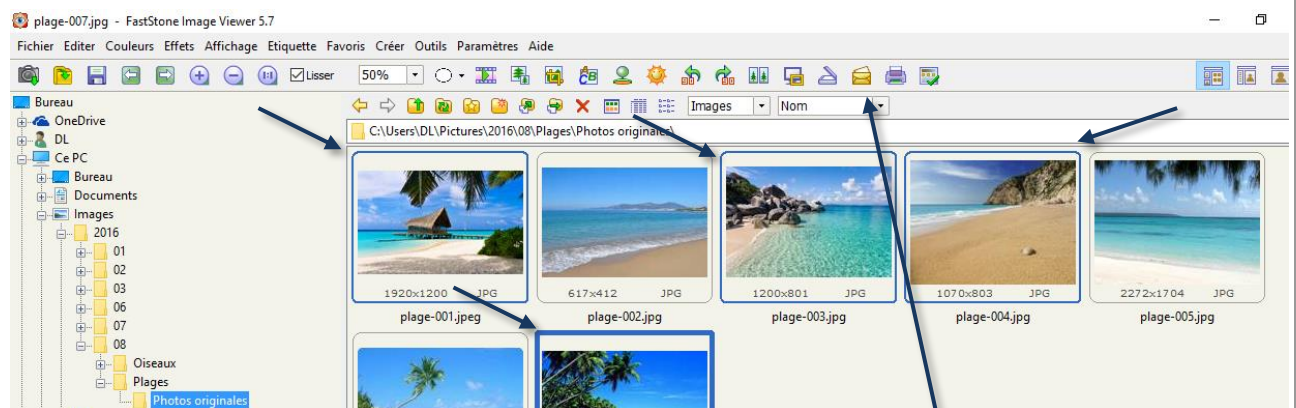 plage-007.jpg - FastStone Image Viewer 5.7
Fichier Editer Couleurs Effets Affichage Etiquette Favoris Créer Outils Paramètres Aide
1:1 Lisser 50% CB
Bureau
Images Nom
OneDrive
DL
C:\Users\DL\Pictures\2016\08\Plages\Photos originales\
Ce PC
Bureau
Documents
Images
2016
01
02
03
06
07
08
Oiseaux
Plages
Photos originales
1920x1200 JPG
plage-001.jpeg
617x412 JPG
plage-002.jpg
1200x801 JPG
plage-003.jpg
1070x803 JPG
plage-004.jpg
2272x1704 JPG
plage-005.jpg